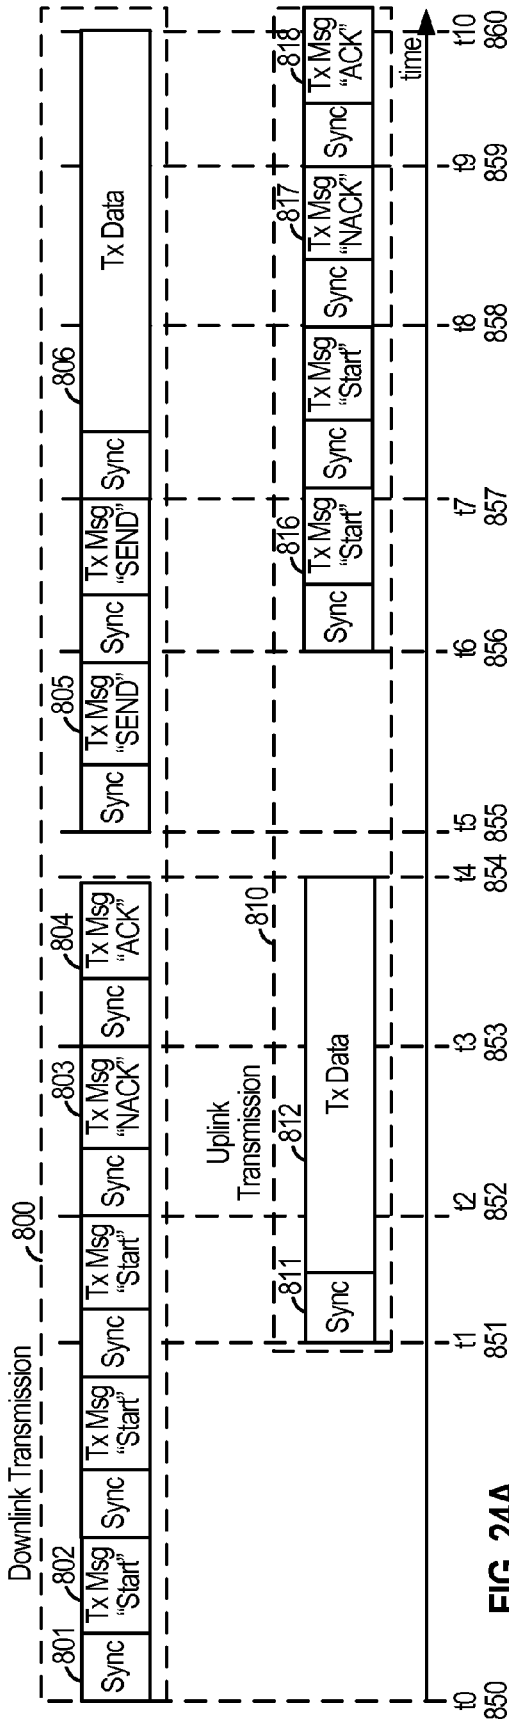 Downlink Transmission
800
801
802
803
804
805
806
Sync
Tx Msg
“Start”
Sync
Tx Msg
“Start”
Sync
Tx Msg
“Start”
Sync
Tx Msg
“NACK”
Sync
Tx Msg
“ACK”
Sync
Tx Msg
“SEND”
Sync
Tx Msg
“SEND”
Sync
Tx Data
Uplink
Transmission
810
811
812
816
817
818
Sync
Tx Data
Sync
Tx Msg
“Start”
Sync
Tx Msg
“Start”
Sync
Tx Msg
“NACK”
Sync
Tx Msg
“ACK”
time
t0
t1
t2
t3
t4
t5
t6
t7
t8
t9
t10
850
851
852
853
854
855
856
857
858
859
860
FIG. 24A